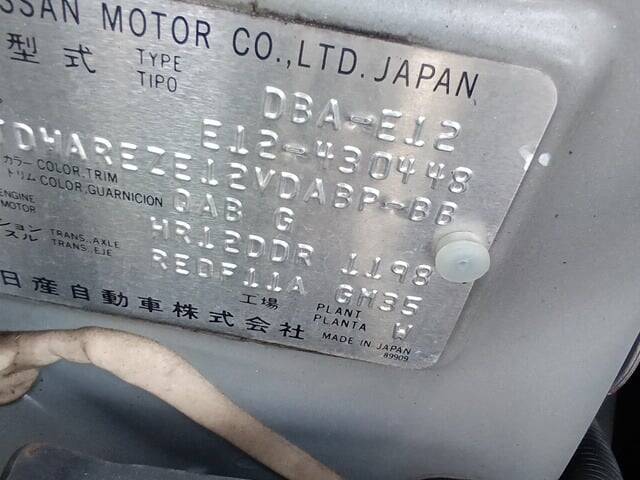 SSAN MOTOR CO., LTD. JAPAN
型式 TYPE TIPO DBA-E12
E12-430448
TDHAREZE12VDABP-BB
カラー COLOR, TRIM
トリム COLOR, GUARNICION QAB G
ENGINE MOTOR HR12DDR 1198
ション TRANS., AXLE
スル TRANS., EJE RE0F11A GH35
工場 PLANT PLANTA W
日産自動車株式会社 MADE IN JAPAN
89909